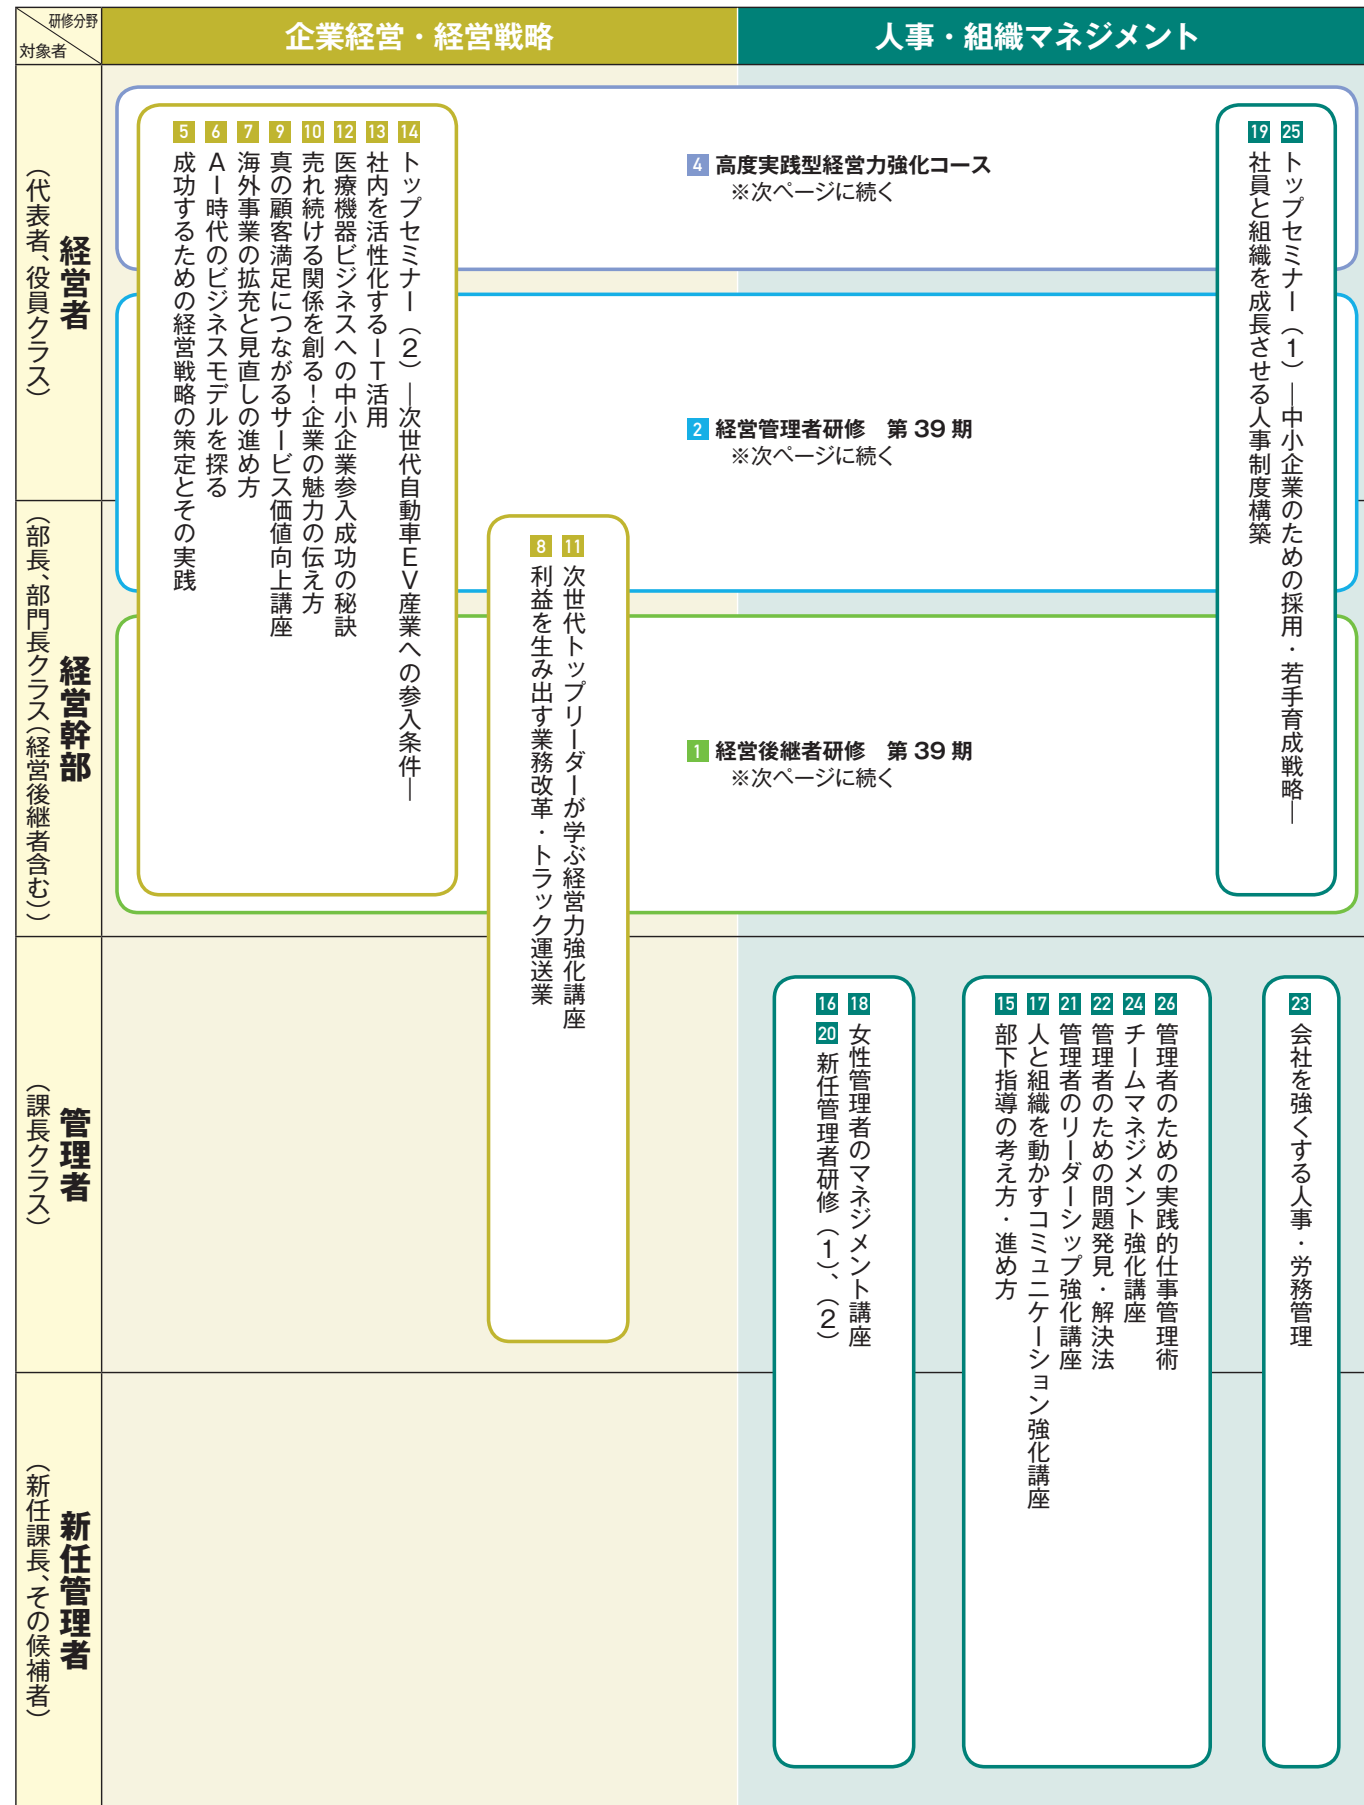 研修分野
対象者
企業経営・経営戦略
人事・組織マネジメント
経営者
（代表者、役員クラス）
経営幹部
（部長、部門長クラス（経営後継者含む））
管理者
（課長クラス）
新任管理者
（新任課長、その候補者）
4 高度実践型経営力強化コース
※次ページに続く
2 経営管理者研修　第 39 期
※次ページに続く
1 経営後継者研修　第 39 期
※次ページに続く
14 トップセミナー（2）―次世代自動車EV産業への参入条件―
13 社内を活性化するIT活用
12 医療機器ビジネスへの中小企業参入成功の秘訣
10 売れ続ける関係を創る！企業の魅力の伝え方
9 真の顧客満足につながるサービス価値向上講座
7 海外事業の拡充と見直しの進め方
6 AI時代のビジネスモデルを探る
5 成功するための経営戦略の策定とその実践
11 次世代トップリーダーが学ぶ経営力強化講座
8 利益を生み出す業務改革・トラック運送業
25 トップセミナー（1）―中小企業のための採用・若手育成戦略―
19 社員と組織を成長させる人事制度構築
23 会社を強くする人事・労務管理
26 管理者のための実践的仕事管理術
24 チームマネジメント強化講座
22 管理者のための問題発見・解決法
21 管理者のリーダーシップ強化講座
17 人と組織を動かすコミュニケーション強化講座
15 部下指導の考え方・進め方
18 女性管理者のマネジメント講座
16 20 新任管理者研修（1）、（2）